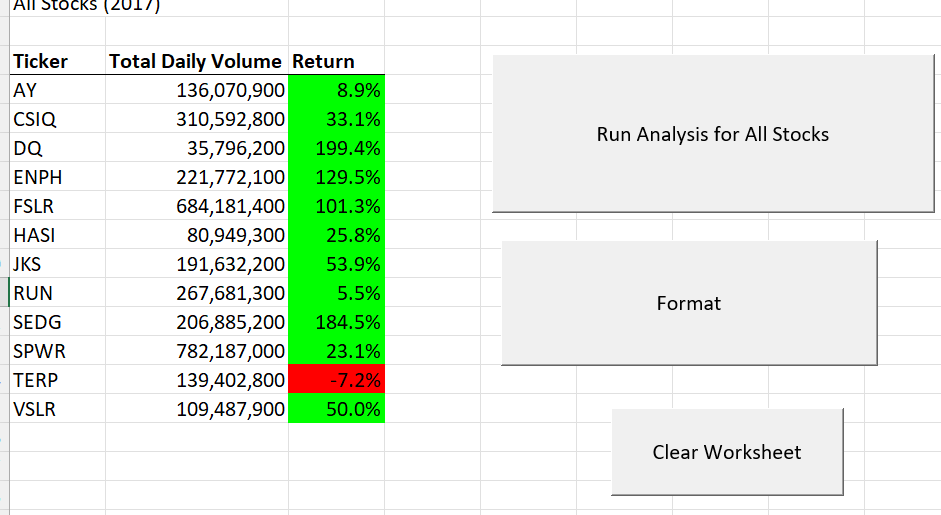 All Stocks (2017)
Ticker Total Daily Volume Return
AY 136,070,900 8.9%
CSIQ 310,592,800 33.1%
DQ 35,796,200 199.4%
ENPH 221,772,100 129.5%
FSLR 684,181,400 101.3%
HASI 80,949,300 25.8%
JKS 191,632,200 53.9%
RUN 267,681,300 5.5%
SEDG 206,885,200 184.5%
SPWR 782,187,000 23.1%
TERP 139,402,800 -7.2%
VSLR 109,487,900 50.0%
Run Analysis for All Stocks
Format
Clear Worksheet